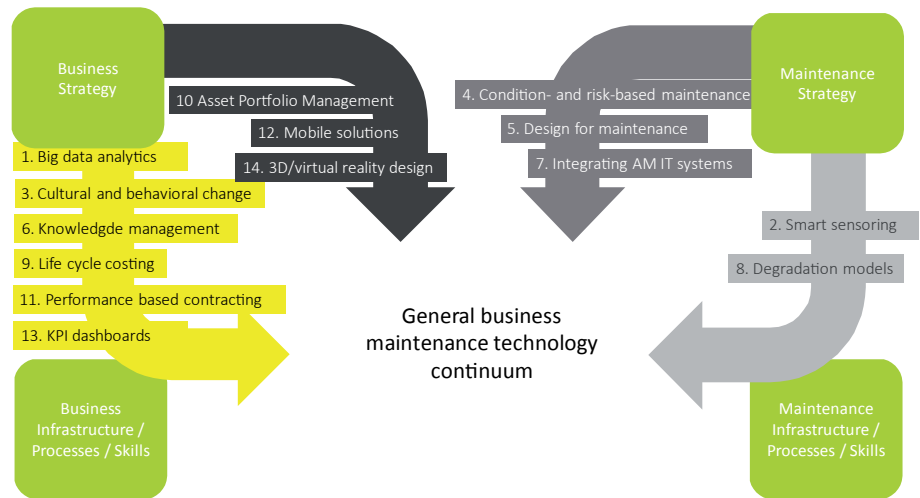 Business
Strategy
10 Asset Portfolio Management
12. Mobile solutions
14. 3D/virtual reality design
4. Condition- and risk-based maintenance
5. Design for maintenance
7. Integrating AM IT systems
Maintenance
Strategy
1. Big data analytics
3. Cultural and behavioral change
6. Knowledgde management
9. Life cycle costing
11. Performance based contracting
13. KPI dashboards
2. Smart sensoring
8. Degradation models
General business
maintenance technology
continuum
Business
Infrastructure /
Processes / Skills
Maintenance
Infrastructure /
Processes / Skills